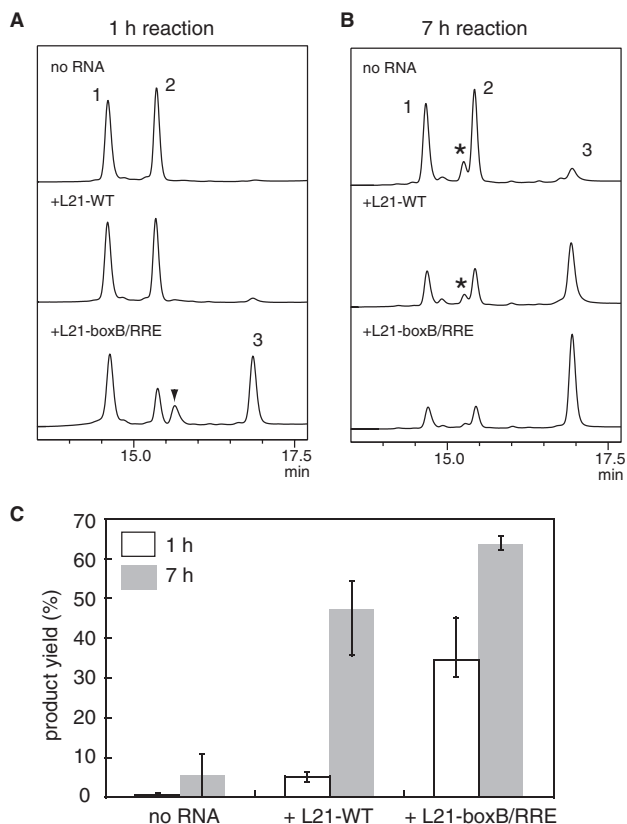 A
1 h reaction
no RNA
1
2
+L21-WT
+L21-boxB/RRE
3
15.0
17.5
min
B
7 h reaction
no RNA
1
*
2
3
+L21-WT
*
+L21-boxB/RRE
15.0
17.5
min
C
product yield (%)
70
60
50
40
30
20
10
0
1 h
7 h
no RNA
+ L21-WT
+ L21-boxB/RRE